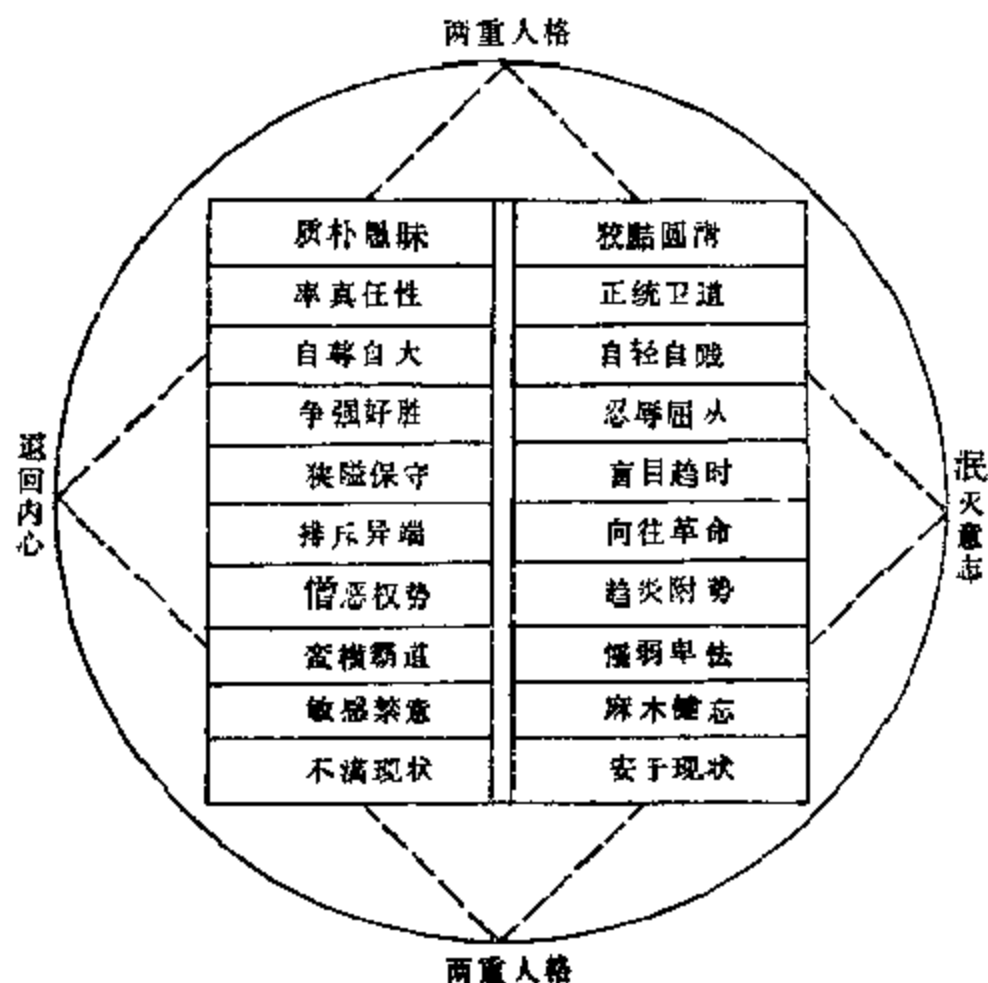 两重人格
质朴愚昧 狡黠圆滑
率真任性 正统卫道
自尊自大 自轻自贱
争强好胜 忍辱屈从
狭隘保守 盲目趋时
排斥异端 向往革命
憎恶权势 趋炎附势
蛮横霸道 懦弱卑怯
敏感禁忌 麻木健忘
不满现状 安于现状
退回内心
泯灭意志
两重人格